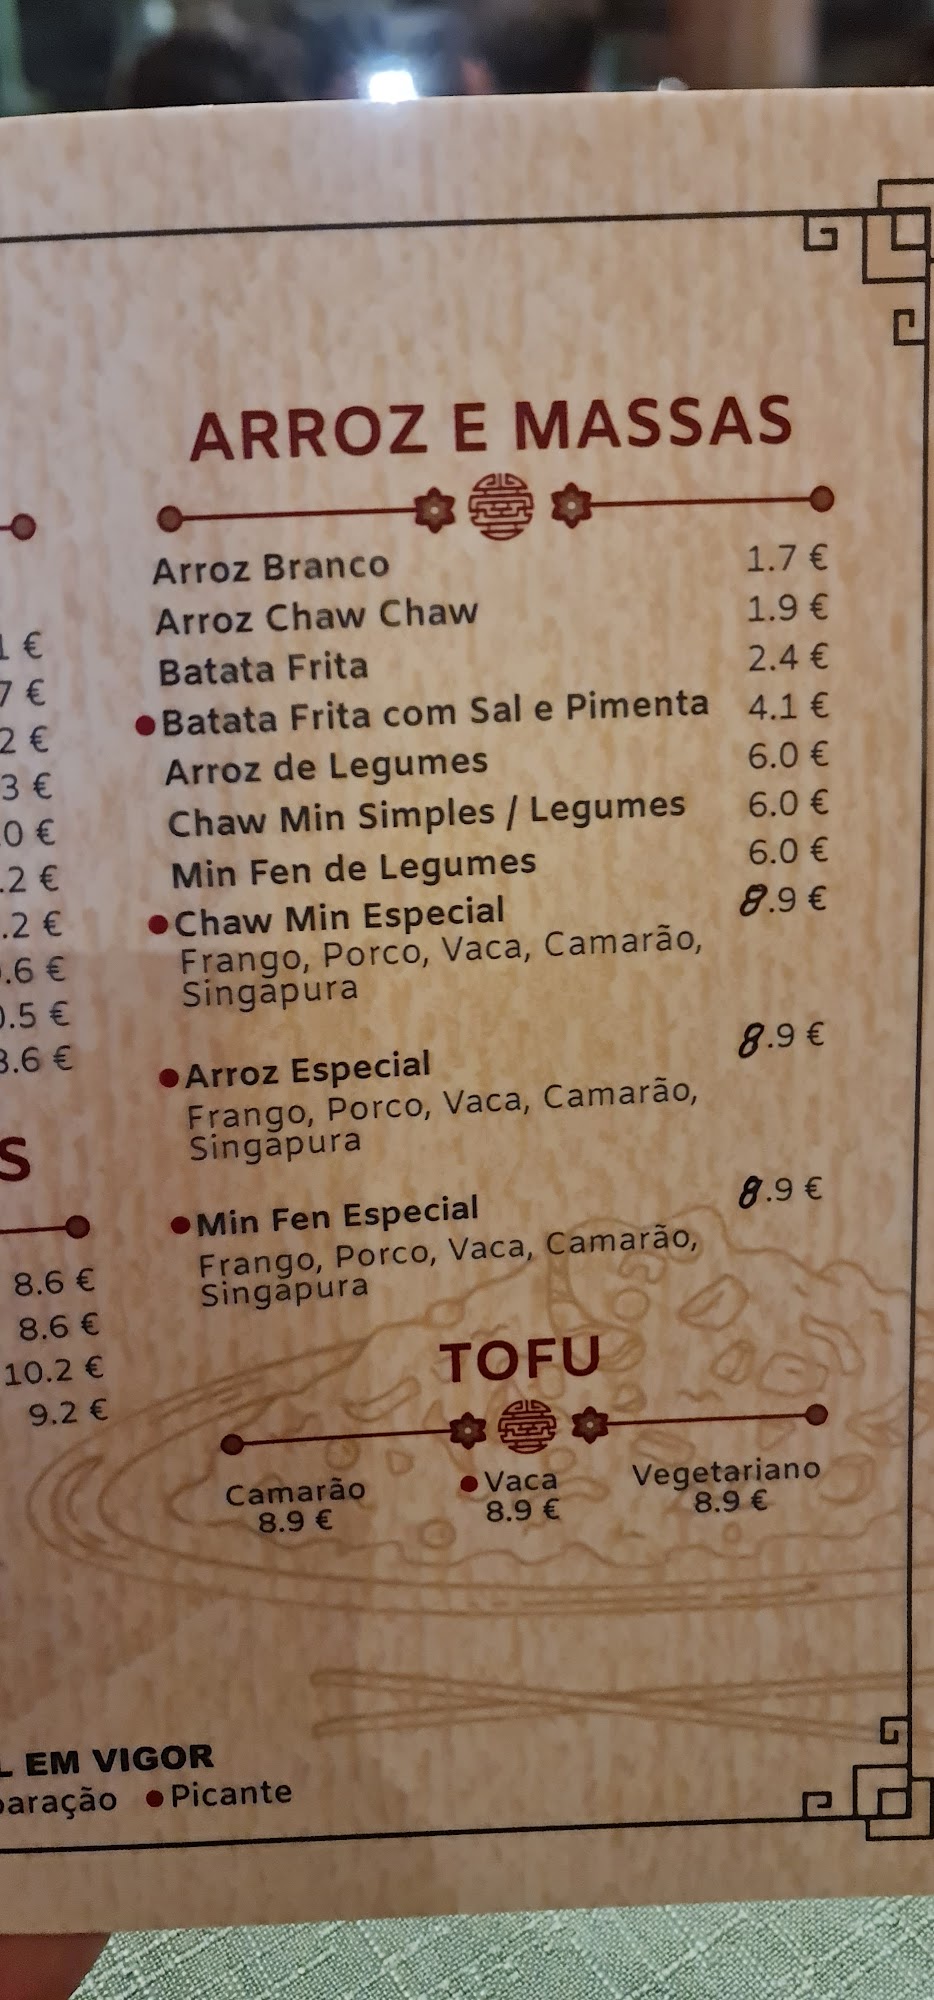 ARROZ E MASSAS
Arroz Branco 1.7 €
Arroz Chaw Chaw 1.9 €
Batata Frita 2.4 €
Batata Frita com Sal e Pimenta 4.1 €
Arroz de Legumes 6.0 €
Chaw Min Simples / Legumes 6.0 €
Min Fen de Legumes 6.0 €
Chaw Min Especial 8.9 €
Frango, Porco, Vaca, Camarão,
Singapura
Arroz Especial 8.9 €
Frango, Porco, Vaca, Camarão,
Singapura
Min Fen Especial 8.9 €
Frango, Porco, Vaca, Camarão,
Singapura
8.6 €
8.6 €
10.2 €
9.2 €
TOFU
Camarão Vaca Vegetariano
8.9 € 8.9 € 8.9 €
EM VIGOR
Picante